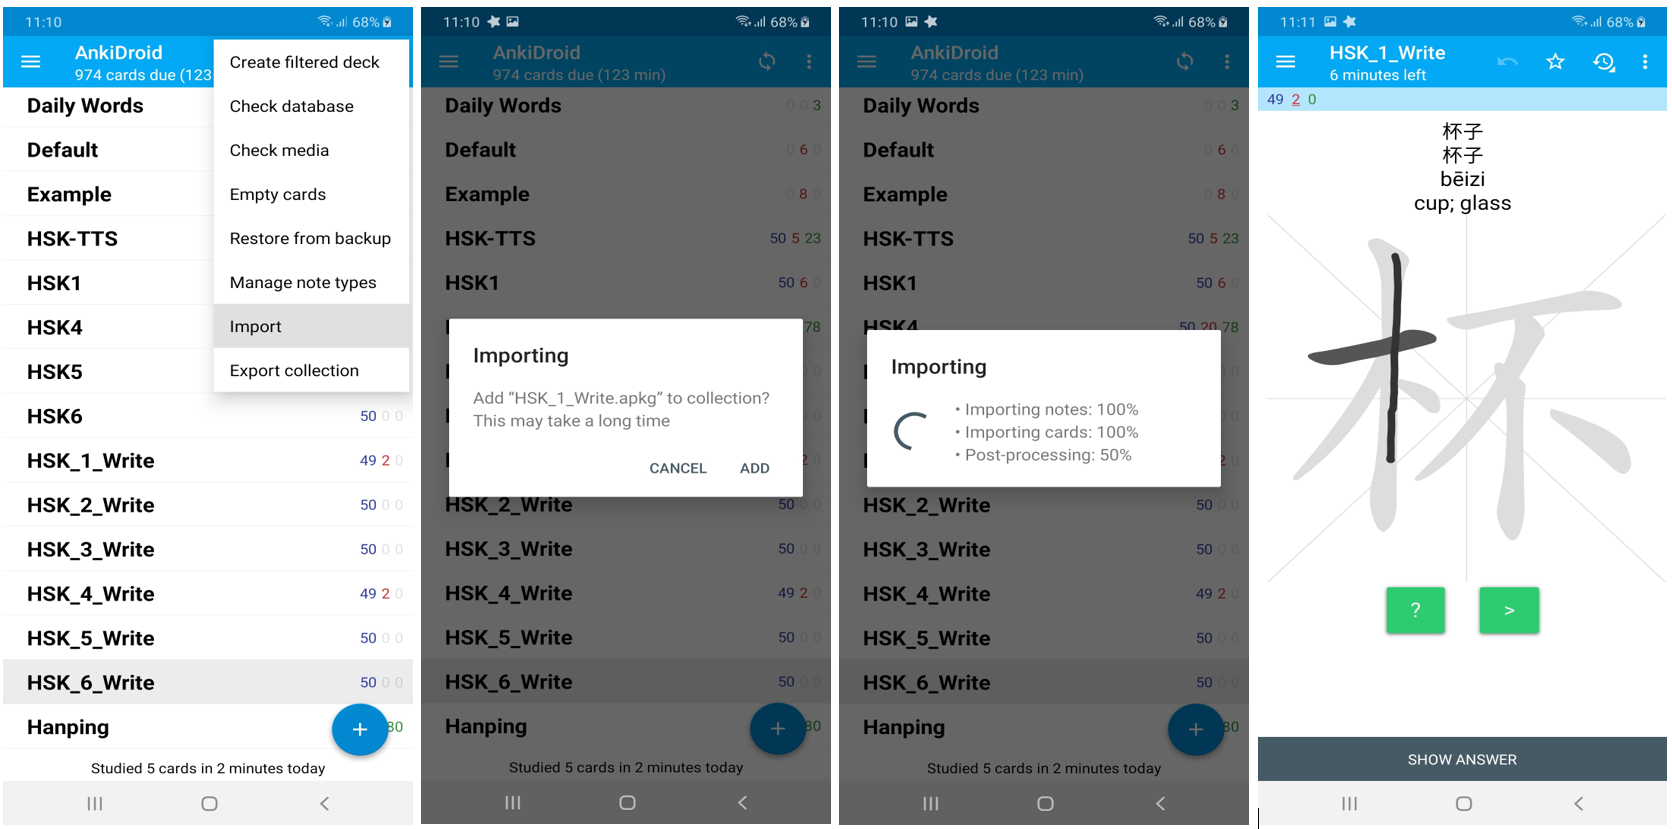 11:10 68%
AnkiDroid
974 cards due (123
Create filtered deck
Check database
Check media
Empty cards
Restore from backup
Manage note types
Import
Export collection
Daily Words
Default
Example
HSK-TTS
HSK1
HSK4
HSK5
HSK6 50 0 0
HSK_1_Write 49 2 0
HSK_2_Write 50 0 0
HSK_3_Write 50 0 0
HSK_4_Write 49 2 0
HSK_5_Write 50 0 0
HSK_6_Write 50 0 0
Hanping 80
+
Studied 5 cards in 2 minutes today
11:10 68%
AnkiDroid
974 cards due (123 min)
Daily Words 0 0 3
Default 0 6 0
Example 0 8 0
HSK-TTS 50 5 23
HSK1 50 6 0
78
Importing
Add “HSK_1_Write.apkg” to collection?
This may take a long time
CANCEL ADD
HSK_2_Write 50 0 0
HSK_3_Write 50 0 0
HSK_4_Write 49 2 0
HSK_5_Write 50 0 0
HSK_6_Write 50 0 0
Hanping 80
+
Studied 5 cards in 2 minutes today
11:10 68%
AnkiDroid
974 cards due (123 min)
Daily Words 0 0 3
Default 0 6 0
Example 0 8 0
HSK-TTS 50 5 23
HSK1 50 6 0
HSK4 50 20 78
Importing
• Importing notes: 100%
• Importing cards: 100%
• Post-processing: 50%
HSK_2_Write 50 0 0
HSK_3_Write 50 0 0
HSK_4_Write 49 2 0
HSK_5_Write 50 0 0
HSK_6_Write 50 0 0
Hanping 80
+
Studied 5 cards in 2 minutes today
11:11 68%
HSK_1_Write
6 minutes left
49 2 0
杯子
杯子
bēizi
cup; glass
杯
? >
SHOW ANSWER